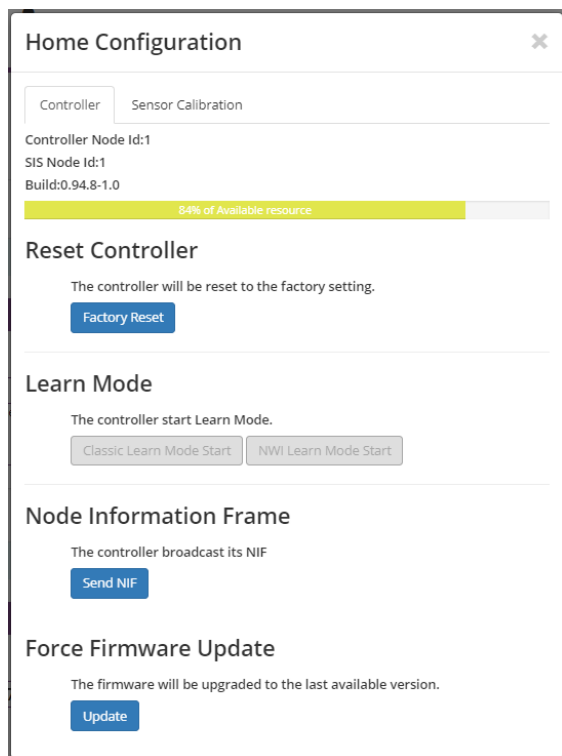 Home Configuration
×
Controller Sensor Calibration
Controller Node Id:1
SIS Node Id:1
Build:0.94.8-1.0
84% of Available resource
Reset Controller
The controller will be reset to the factory setting.
Factory Reset
Learn Mode
The controller start Learn Mode.
Classic Learn Mode Start NWI Learn Mode Start
Node Information Frame
The controller broadcast its NIF
Send NIF
Force Firmware Update
The firmware will be upgraded to the last available version.
Update